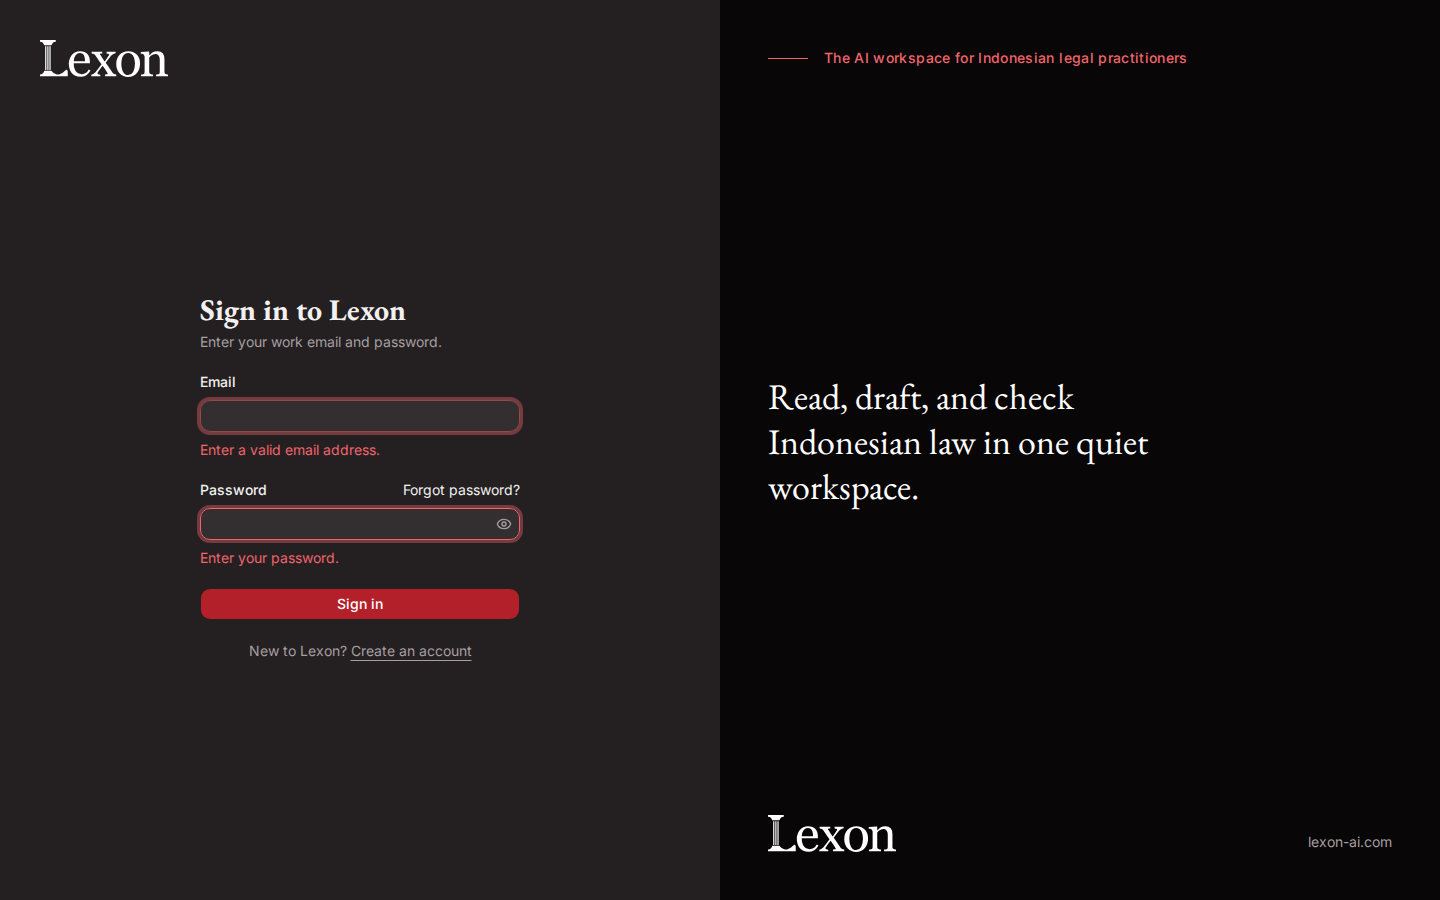 Lexon
Sign in to Lexon
Enter your work email and password.
Email
Enter a valid email address.
Password
Forgot password?
Enter your password.
Sign in
New to Lexon? Create an account
The AI workspace for Indonesian legal practitioners
Read, draft, and check
Indonesian law in one quiet
workspace.
Lexon
lexon-ai.com